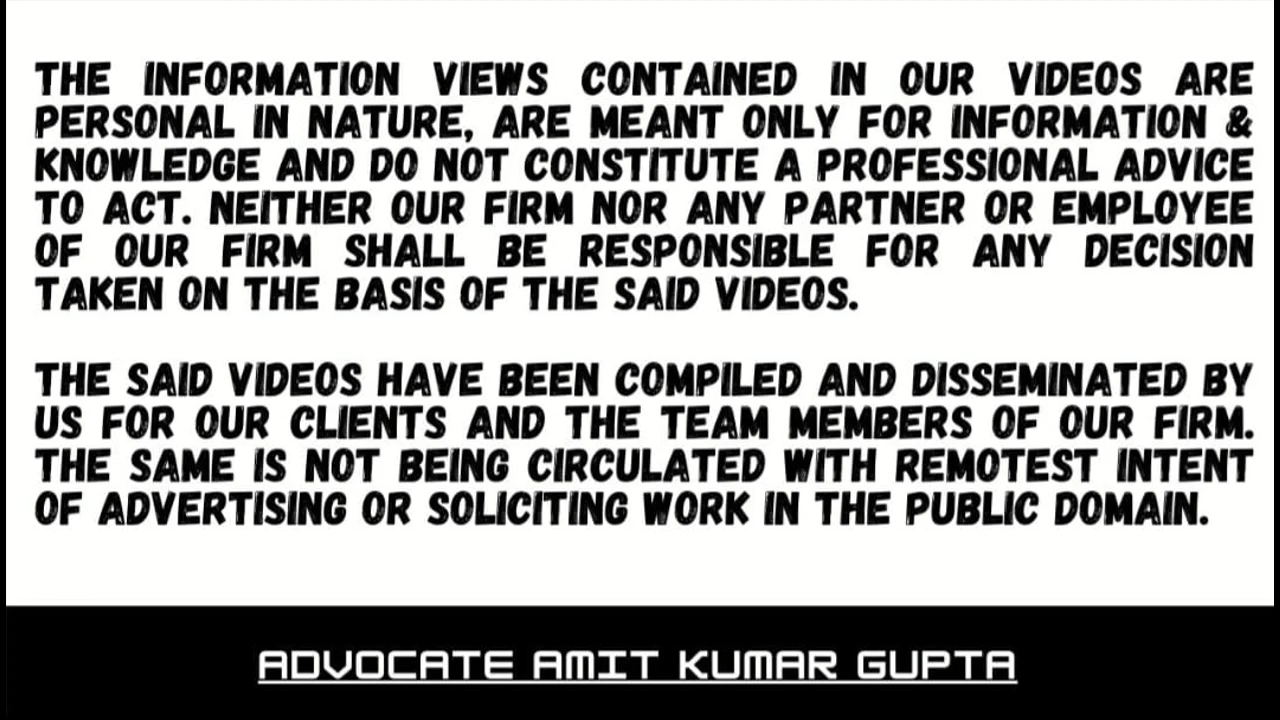 THE INFORMATION VIEWS CONTAINED IN OUR VIDEOS ARE
PERSONAL IN NATURE, ARE MEANT ONLY FOR INFORMATION &
KNOWLEDGE AND DO NOT CONSTITUTE A PROFESSIONAL ADVICE
TO ACT. NEITHER OUR FIRM NOR ANY PARTNER OR EMPLOYEE
OF OUR FIRM SHALL BE RESPONSIBLE FOR ANY DECISION
TAKEN ON THE BASIS OF THE SAID VIDEOS.
THE SAID VIDEOS HAVE BEEN COMPILED AND DISSEMINATED BY
US FOR OUR CLIENTS AND THE TEAM MEMBERS OF OUR FIRM.
THE SAME IS NOT BEING CIRCULATED WITH REMOTEST INTENT
OF ADVERTISING OR SOLICITING WORK IN THE PUBLIC DOMAIN.
ADVOCATE AMIT KUMAR GUPTA